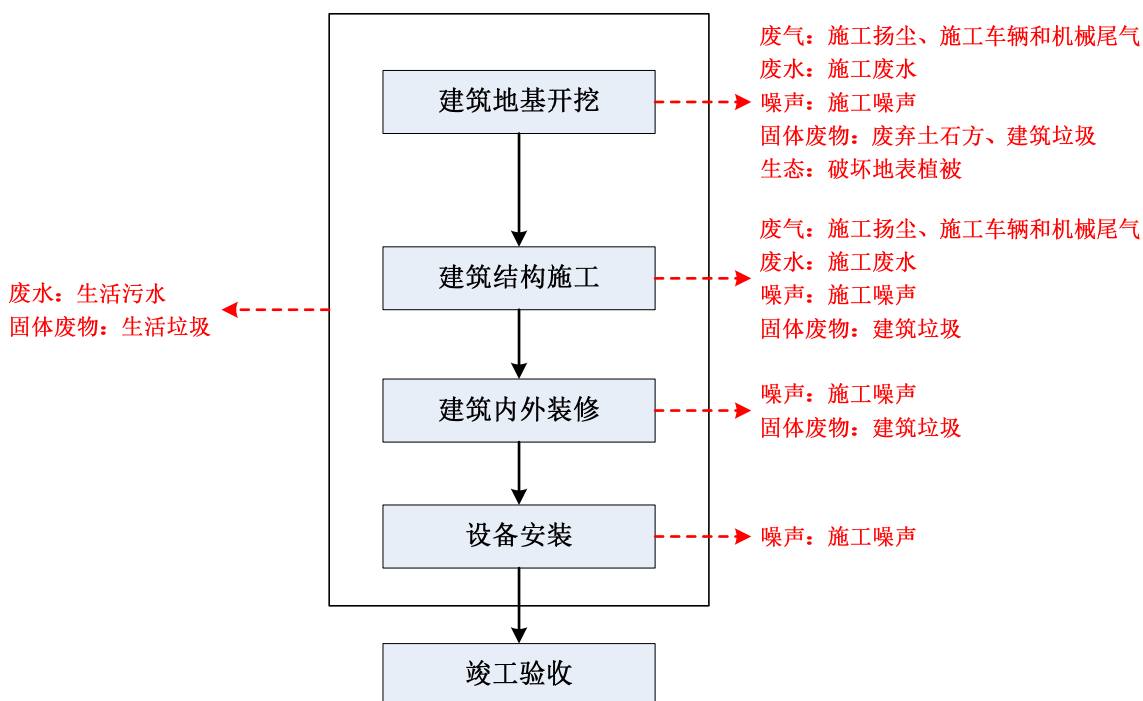 废气：施工扬尘、施工车辆和机械尾气
废水：施工废水
建筑地基开挖
噪声：施工噪声
固体废物：废弃土石方、建筑垃圾
生态：破坏地表植被
废气：施工扬尘、施工车辆和机械尾气
废水：施工废水
建筑结构施工
噪声：施工噪声
固体废物：建筑垃圾
废水：生活污水
固体废物：生活垃圾
建筑内外装修
噪声：施工噪声
固体废物：建筑垃圾
设备安装
噪声：施工噪声
竣工验收